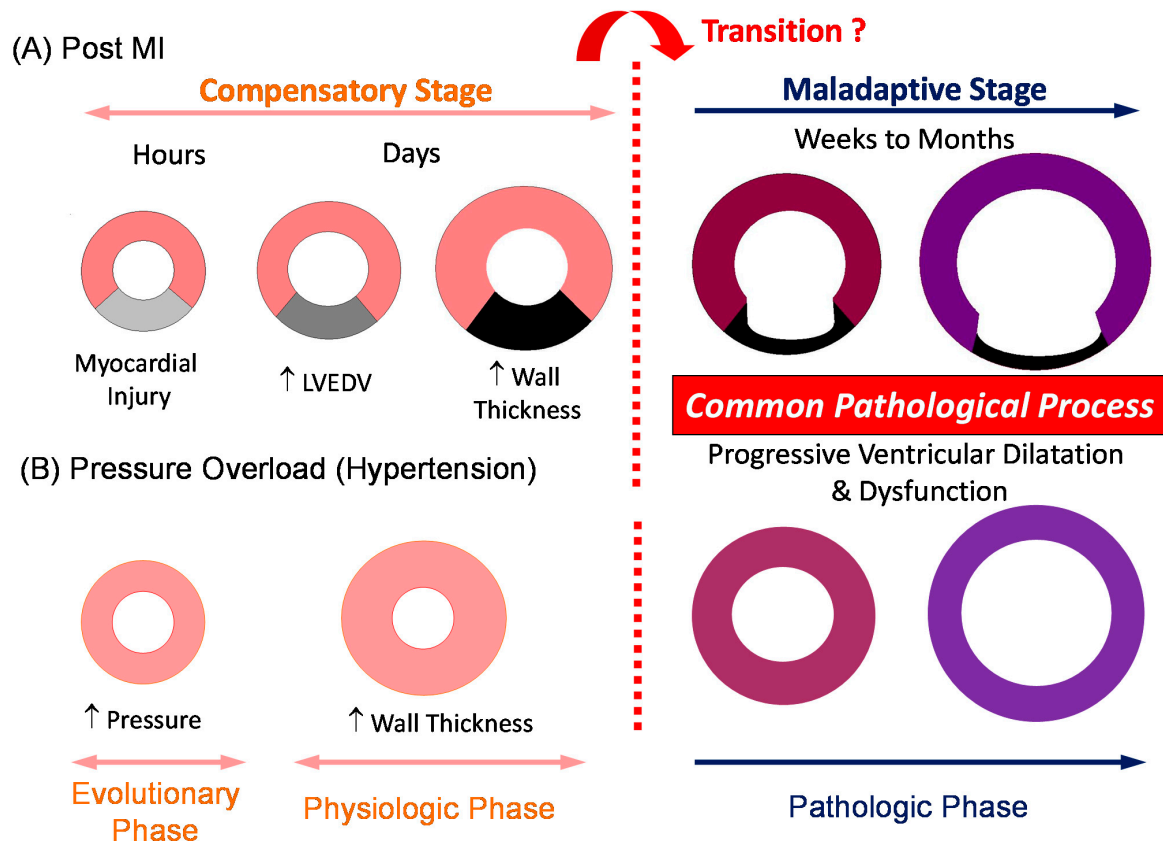 (A) Post MI
Transition ?
Compensatory Stage
Maladaptive Stage
Hours
Days
Weeks to Months
Myocardial
Injury
↑ LVEDV
↑ Wall
Thickness
Common Pathological Process
Progressive Ventricular Dilatation
& Dysfunction
(B) Pressure Overload (Hypertension)
↑ Pressure
↑ Wall Thickness
Evolutionary
Phase
Physiologic Phase
Pathologic Phase